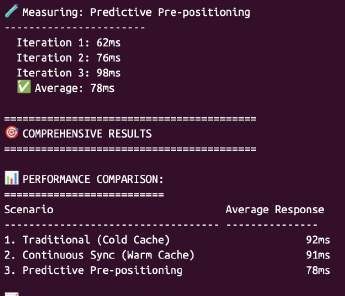 🧪 Measuring: Predictive Pre-positioning
-----------------------
Iteration 1: 62ms
Iteration 2: 76ms
Iteration 3: 98ms
✅ Average: 78ms
=========================================
🎯 COMPREHENSIVE RESULTS
=========================================
📊 PERFORMANCE COMPARISON:
==========================
Scenario Average Response
----------------------------------- ---------------
1. Traditional (Cold Cache) 92ms
2. Continuous Sync (Warm Cache) 91ms
3. Predictive Pre-positioning 78ms